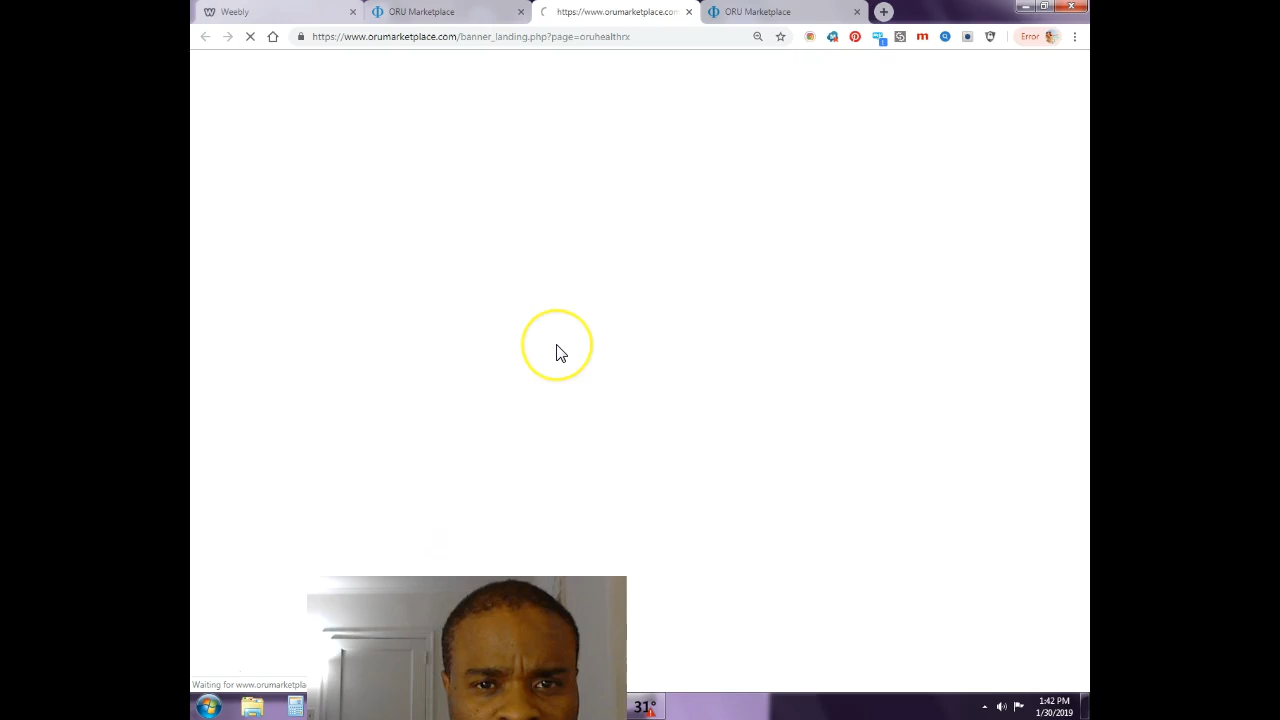 Weebly
ORU Marketplace
https://www.orumarketplace.com
ORU Marketplace
https://www.orumarketplace.com/banner_landing.php?page=oruhealthrx
m
Error
Waiting for www.orumarketpla
31°
1:42 PM
1/30/2019